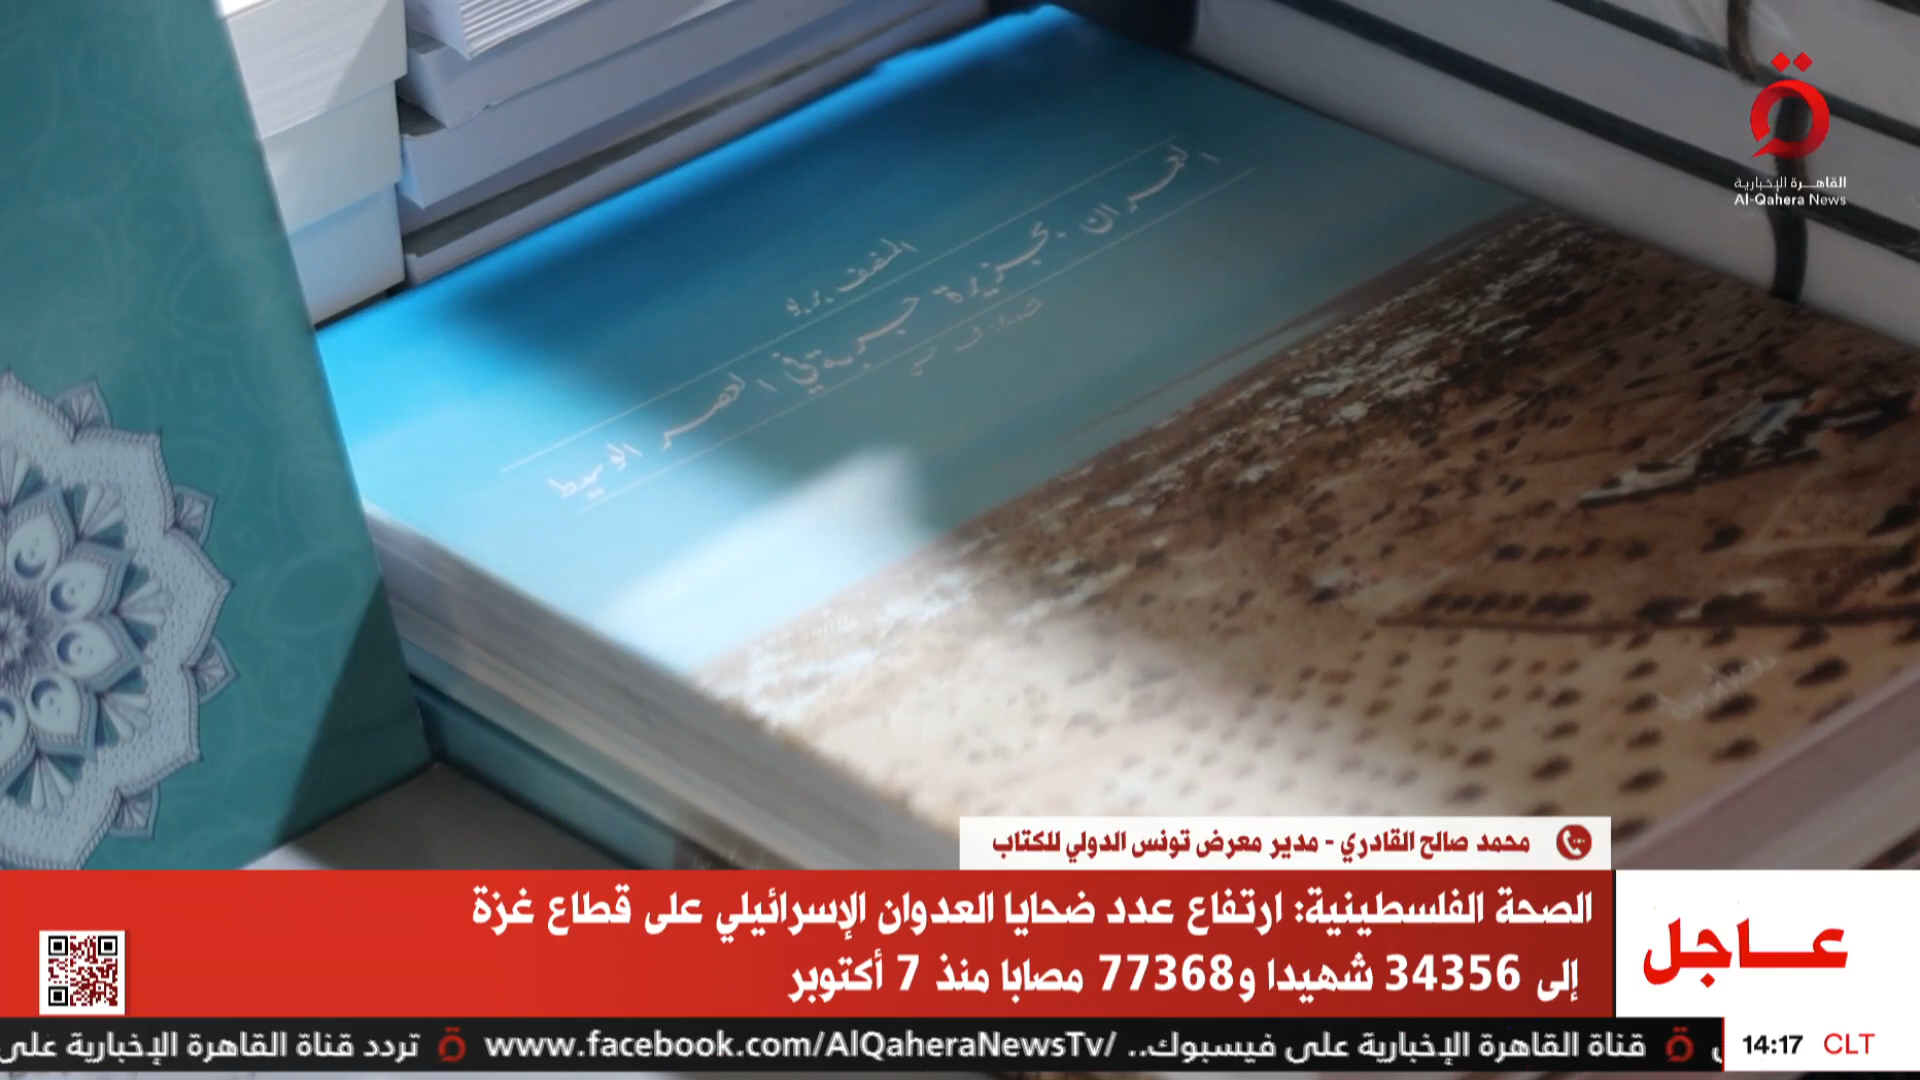 القاهرة الإخبارية
Al-Qahera News
المنصف بربو
العمران بجزيرة جربة في العصر الوسيط
محمد صالح القادري - مدير معرض تونس الدولي للكتاب
عاجل
الصحة الفلسطينية: ارتفاع عدد ضحايا العدوان الإسرائيلي على قطاع غزة
إلى 34356 شهيدا و77368 مصابا منذ 7 أكتوبر
قناة القاهرة الإخبارية على فيسبوك.. www.facebook.com/AlQaheraNewsTv/ تردد قناة القاهرة الإخبارية على
14:17 CLT